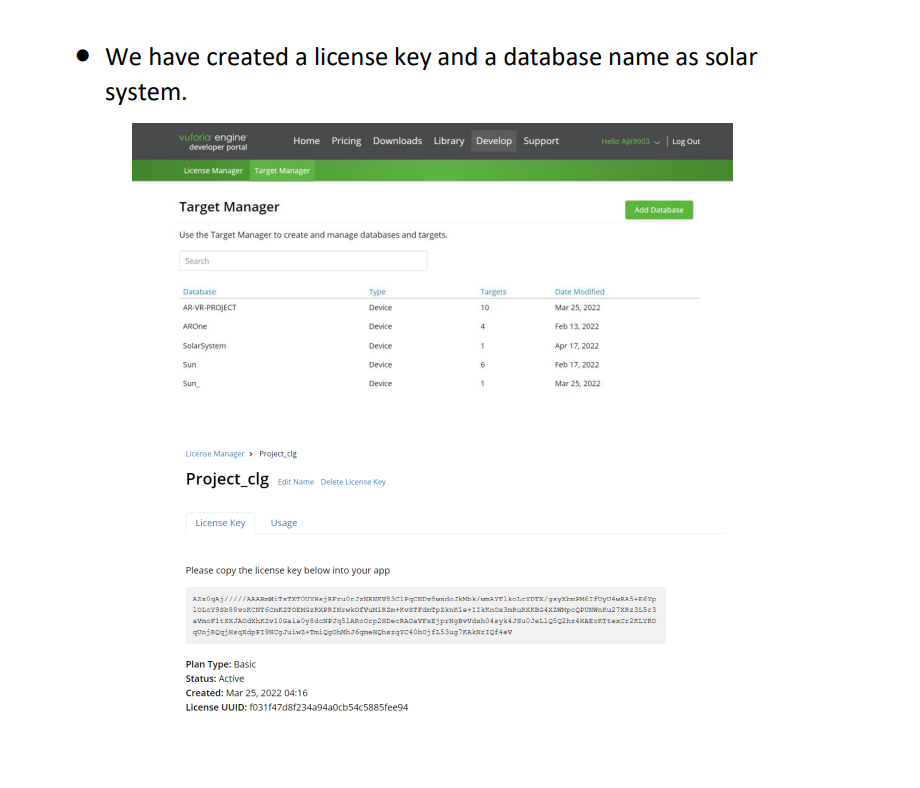 • We have created a license key and a database name as solar
system.
vuforia engine
developer portal
Home Pricing Downloads Library Develop Support
Hello Ajit9903 Log Out
License Manager Target Manager
Target Manager
Add Database
Use the Target Manager to create and manage databases and targets.
Search
Database Type Targets Date Modified
AR-VR-PROJECT Device 10 Mar 25, 2022
AROne Device 4 Feb 13, 2022
SolarSystem Device 1 Apr 17, 2022
Sun Device 6 Feb 17, 2022
Sun_ Device 1 Mar 25, 2022
License Manager > Project_clg
Project_clg Edit Name Delete License Key
License Key Usage
Please copy the license key below into your app
Plan Type: Basic
Status: Active
Created: Mar 25, 2022 04:16
License UUID: f031f47d8f234a94a0cb54c5885fee94